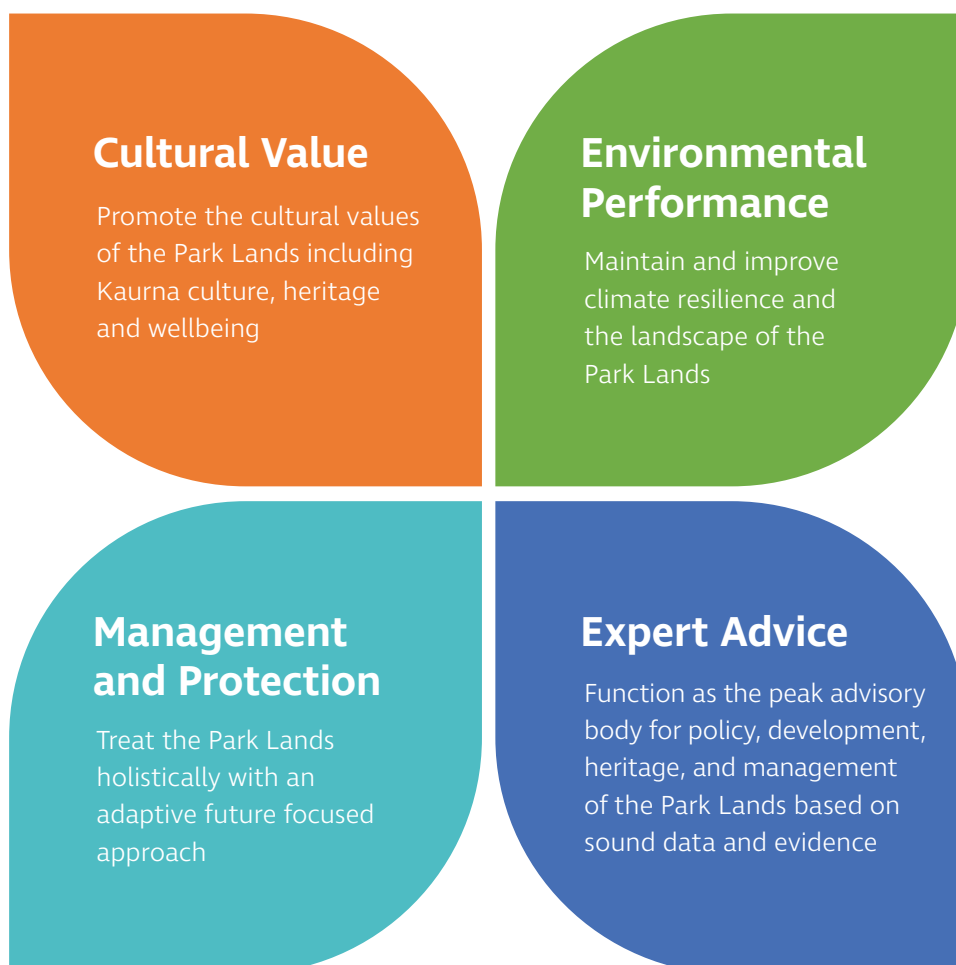 Cultural Value
Promote the cultural values
of the Park Lands including
Kaurna culture, heritage
and wellbeing
Environmental
Performance
Maintain and improve
climate resilience and
the landscape of the
Park Lands
Management
and Protection
Treat the Park Lands
holistically with an
adaptive future focused
approach
Expert Advice
Function as the peak advisory
body for policy, development,
heritage, and management
of the Park Lands based on
sound data and evidence